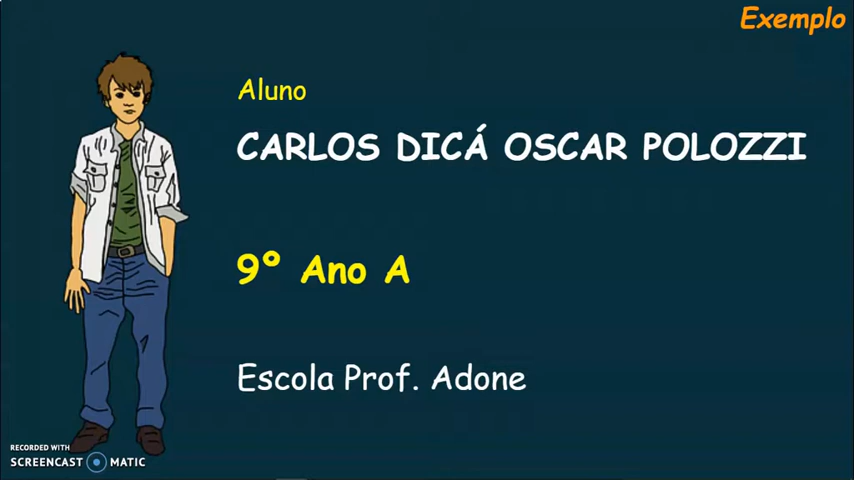 Exemplo
Aluno
CARLOS DICÁ OSCAR POLOZZI
9º Ano A
Escola Prof. Adone
RECORDED WITH
SCREENCAST MATIC